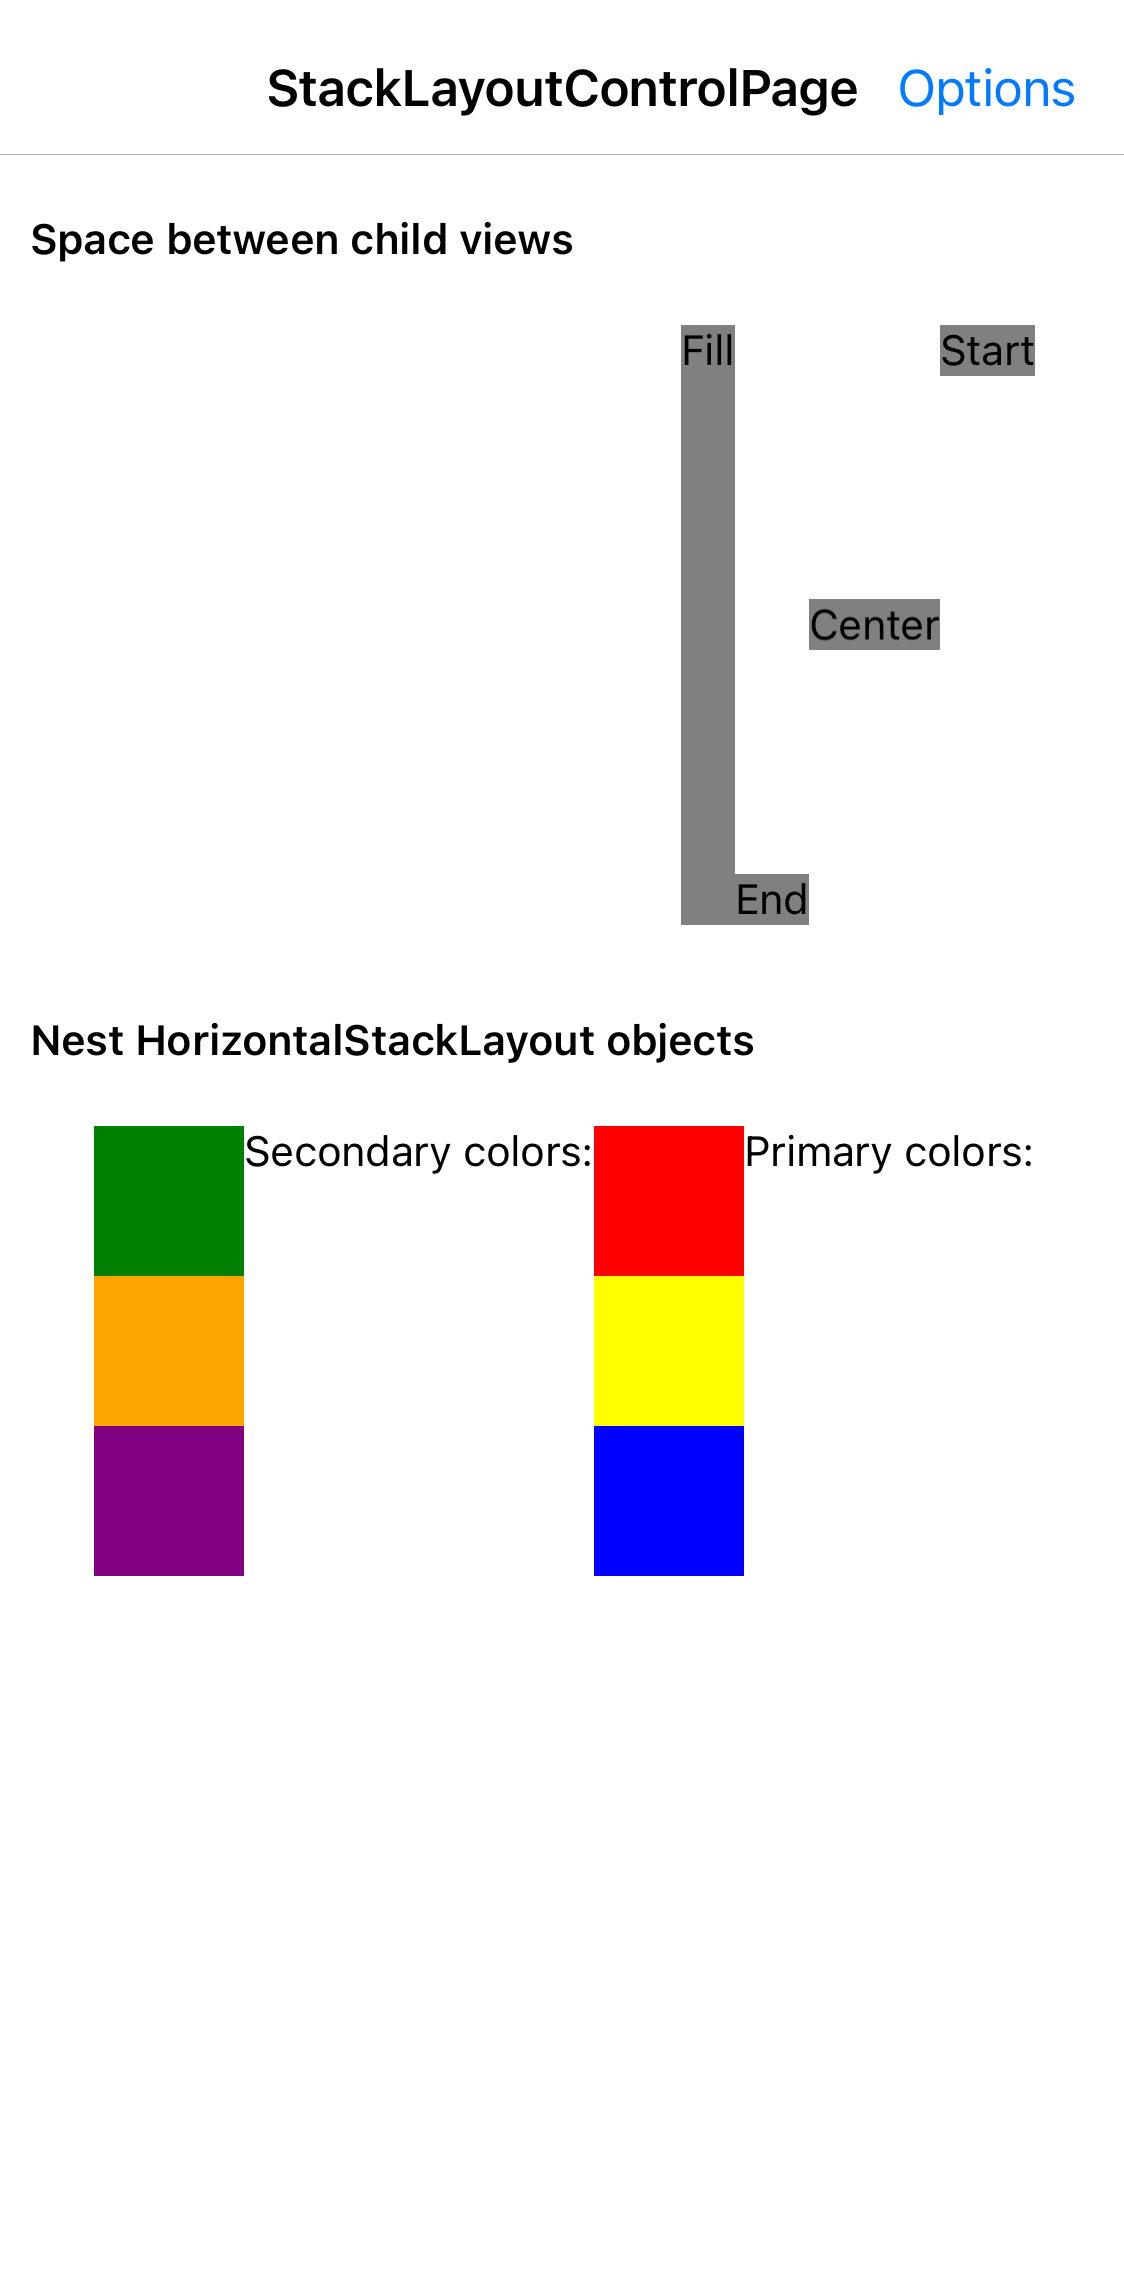 StackLayoutControlPage Options
Space between child views
Fill Start
Center
End
Nest HorizontalStackLayout objects
Secondary colors: Primary colors: